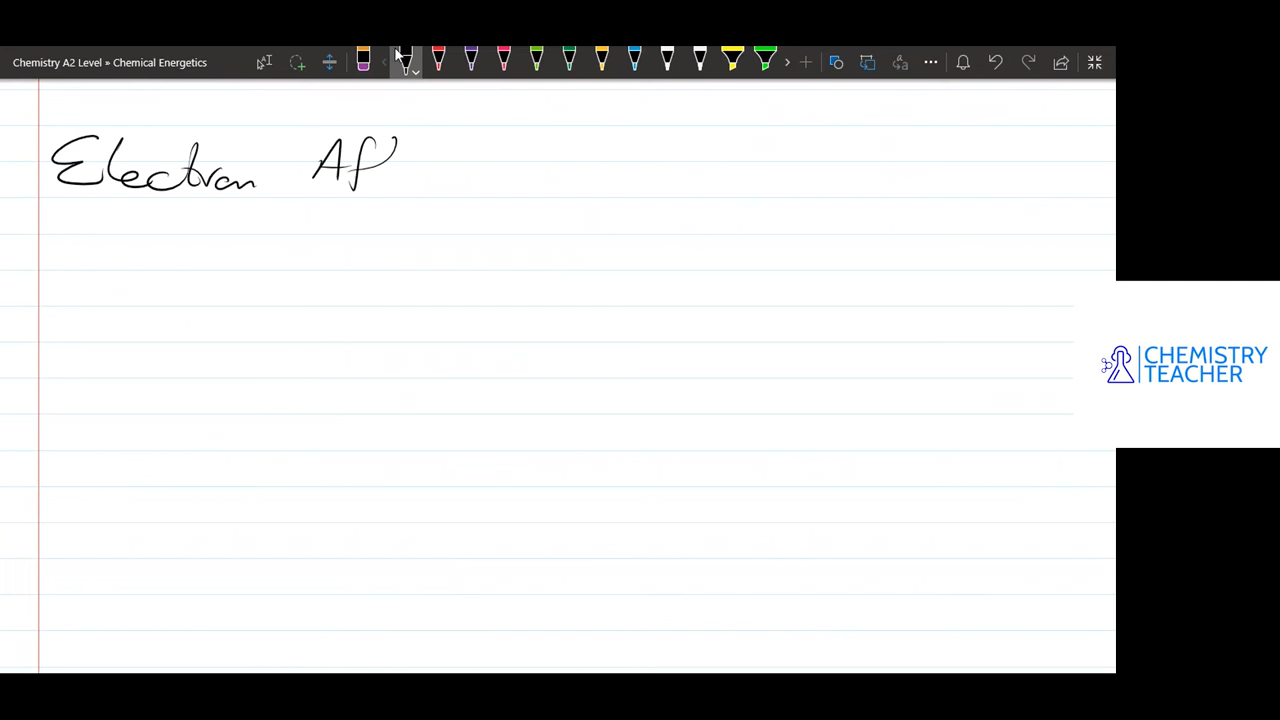 Chemistry A2 Level » Chemical Energetics
Electron Af
CHEMISTRY
TEACHER